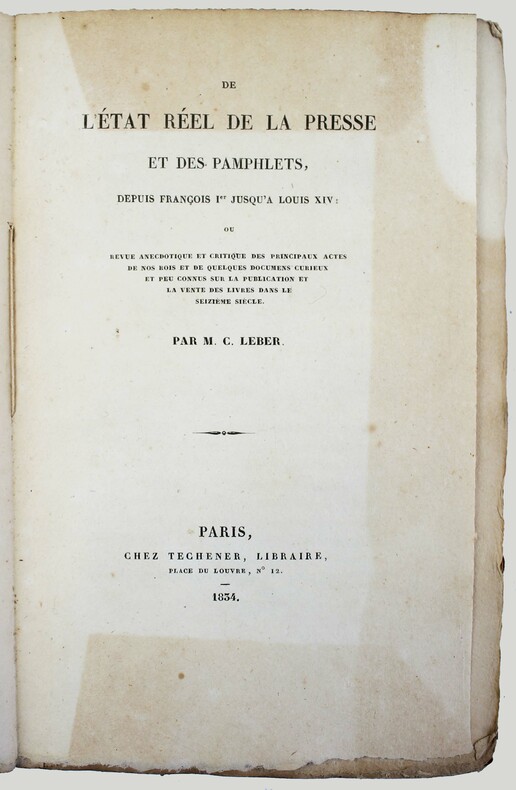 DE
L'ÉTAT RÉEL DE LA PRESSE
ET DES PAMPHLETS,
DEPUIS FRANÇOIS Ier JUSQU'A LOUIS XIV:
OU
REVUE ANECDOTIQUE ET CRITIQUE DES PRINCIPAUX ACTES
DE NOS ROIS ET DE QUELQUES DOCUMENS CURIEUX
ET PEU CONNUS SUR LA PUBLICATION ET
LA VENTE DES LIVRES DANS LE
SEIZIÈME SIÈCLE.
PAR M. C. LEBER.
PARIS,
CHEZ TECHENER, LIBRAIRE,
PLACE DU LOUVRE, N° 12.
1834.